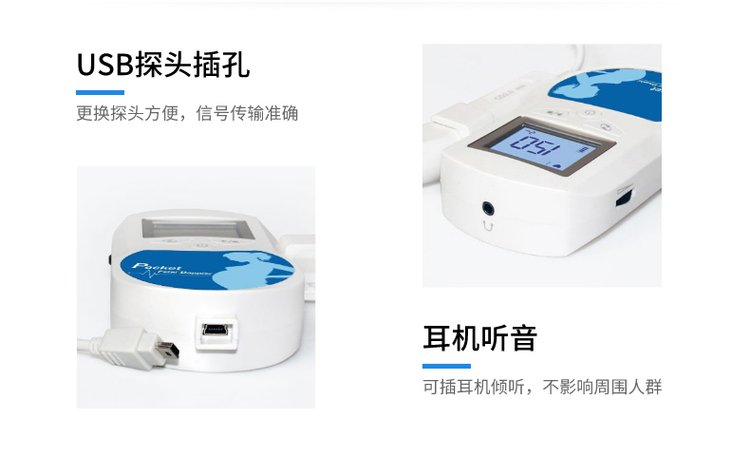 USB探头插孔
更换探头方便，信号传输准确
Pocket
Fetal Doppler
150
耳机听音
可插耳机倾听，不影响周围人群